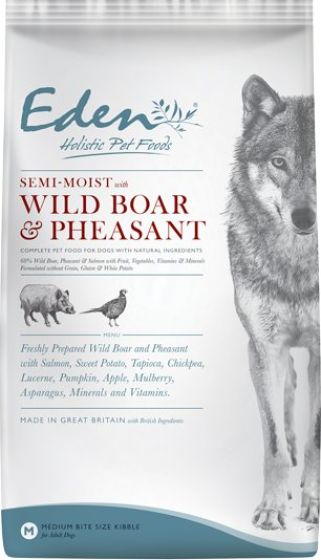 Eden®
Holistic Pet Foods
SEMI-MOIST with
WILD BOAR
& PHEASANT
COMPLETE PET FOOD FOR DOGS WITH NATURAL INGREDIENTS
60% Wild Boar, Pheasant & Salmon with Fruit, Vegetables, Vitamins & Minerals
Formulated without Grain, Gluten & White Potato
MENU
Freshly Prepared Wild Boar and Pheasant
with Salmon, Sweet Potato, Tapioca, Chickpea,
Lucerne, Pumpkin, Apple, Mulberry,
Asparagus, Minerals and Vitamins.
MADE IN GREAT BRITAIN with British Ingredients
M MEDIUM BITE SIZE KIBBLE
for Adult Dogs